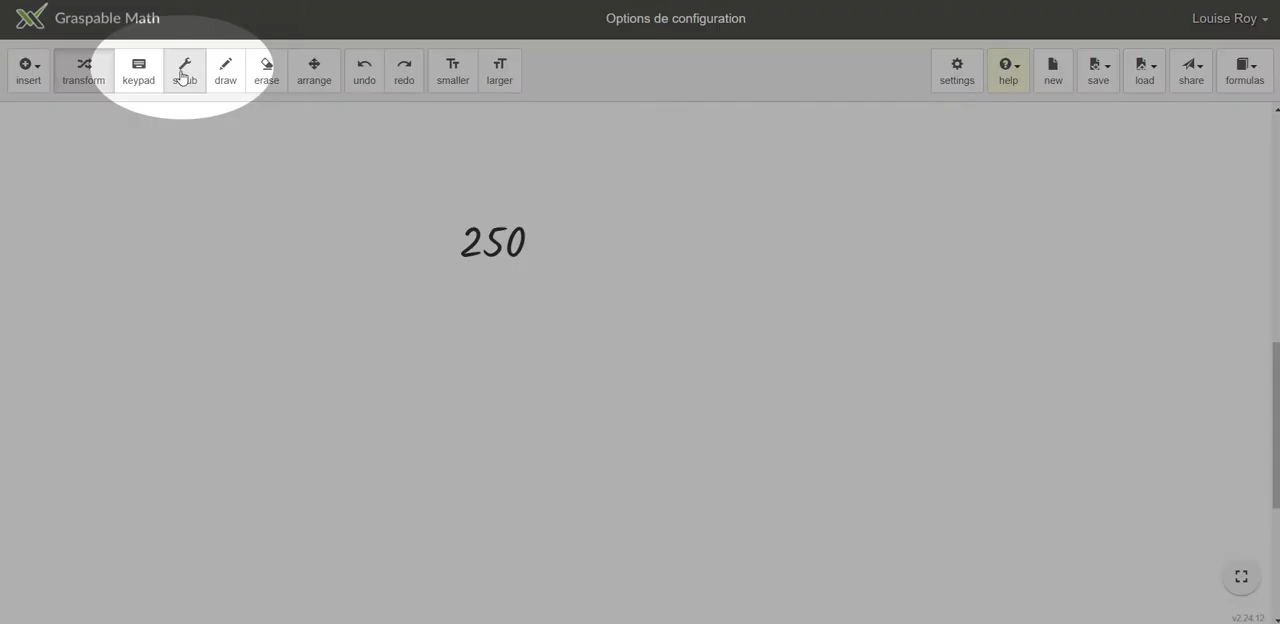 Graspable Math
Options de configuration
Louise Roy
insert
transform
keypad
scrub
draw
erase
arrange
undo
redo
smaller
larger
settings
help
new
save
load
share
formulas
250
v2.24.12